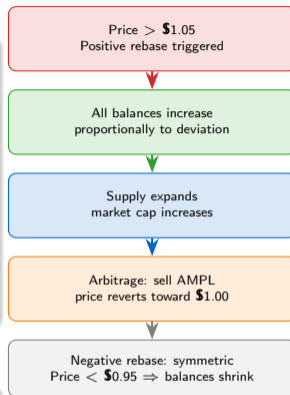 Price > $1.05
Positive rebase triggered
All balances increase
proportionally to deviation
Supply expands
market cap increases
Arbitrage: sell AMPL
price reverts toward $1.00
Negative rebase: symmetric
Price < $0.95 ⇒ balances shrink